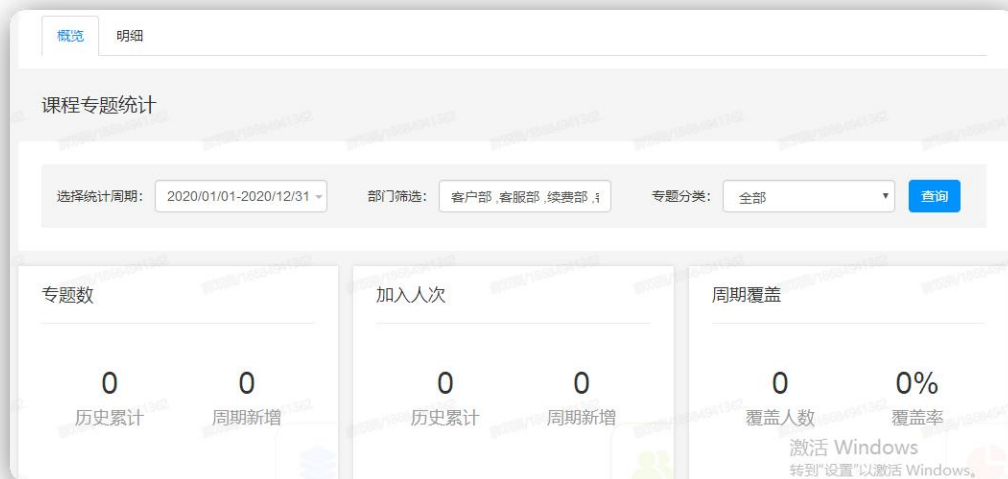 概览 明细
课程专题统计
选择统计周期： 2020/01/01-2020/12/31 部门筛选： 客户部 ,客服部 ,续费部 , 专题分类： 全部 查询
专题数 加入人次 周期覆盖
0 0 0 0 0 0%
历史累计 周期新增 历史累计 周期新增 覆盖人数 覆盖率
激活 Windows
转到"设置"以激活 Windows。